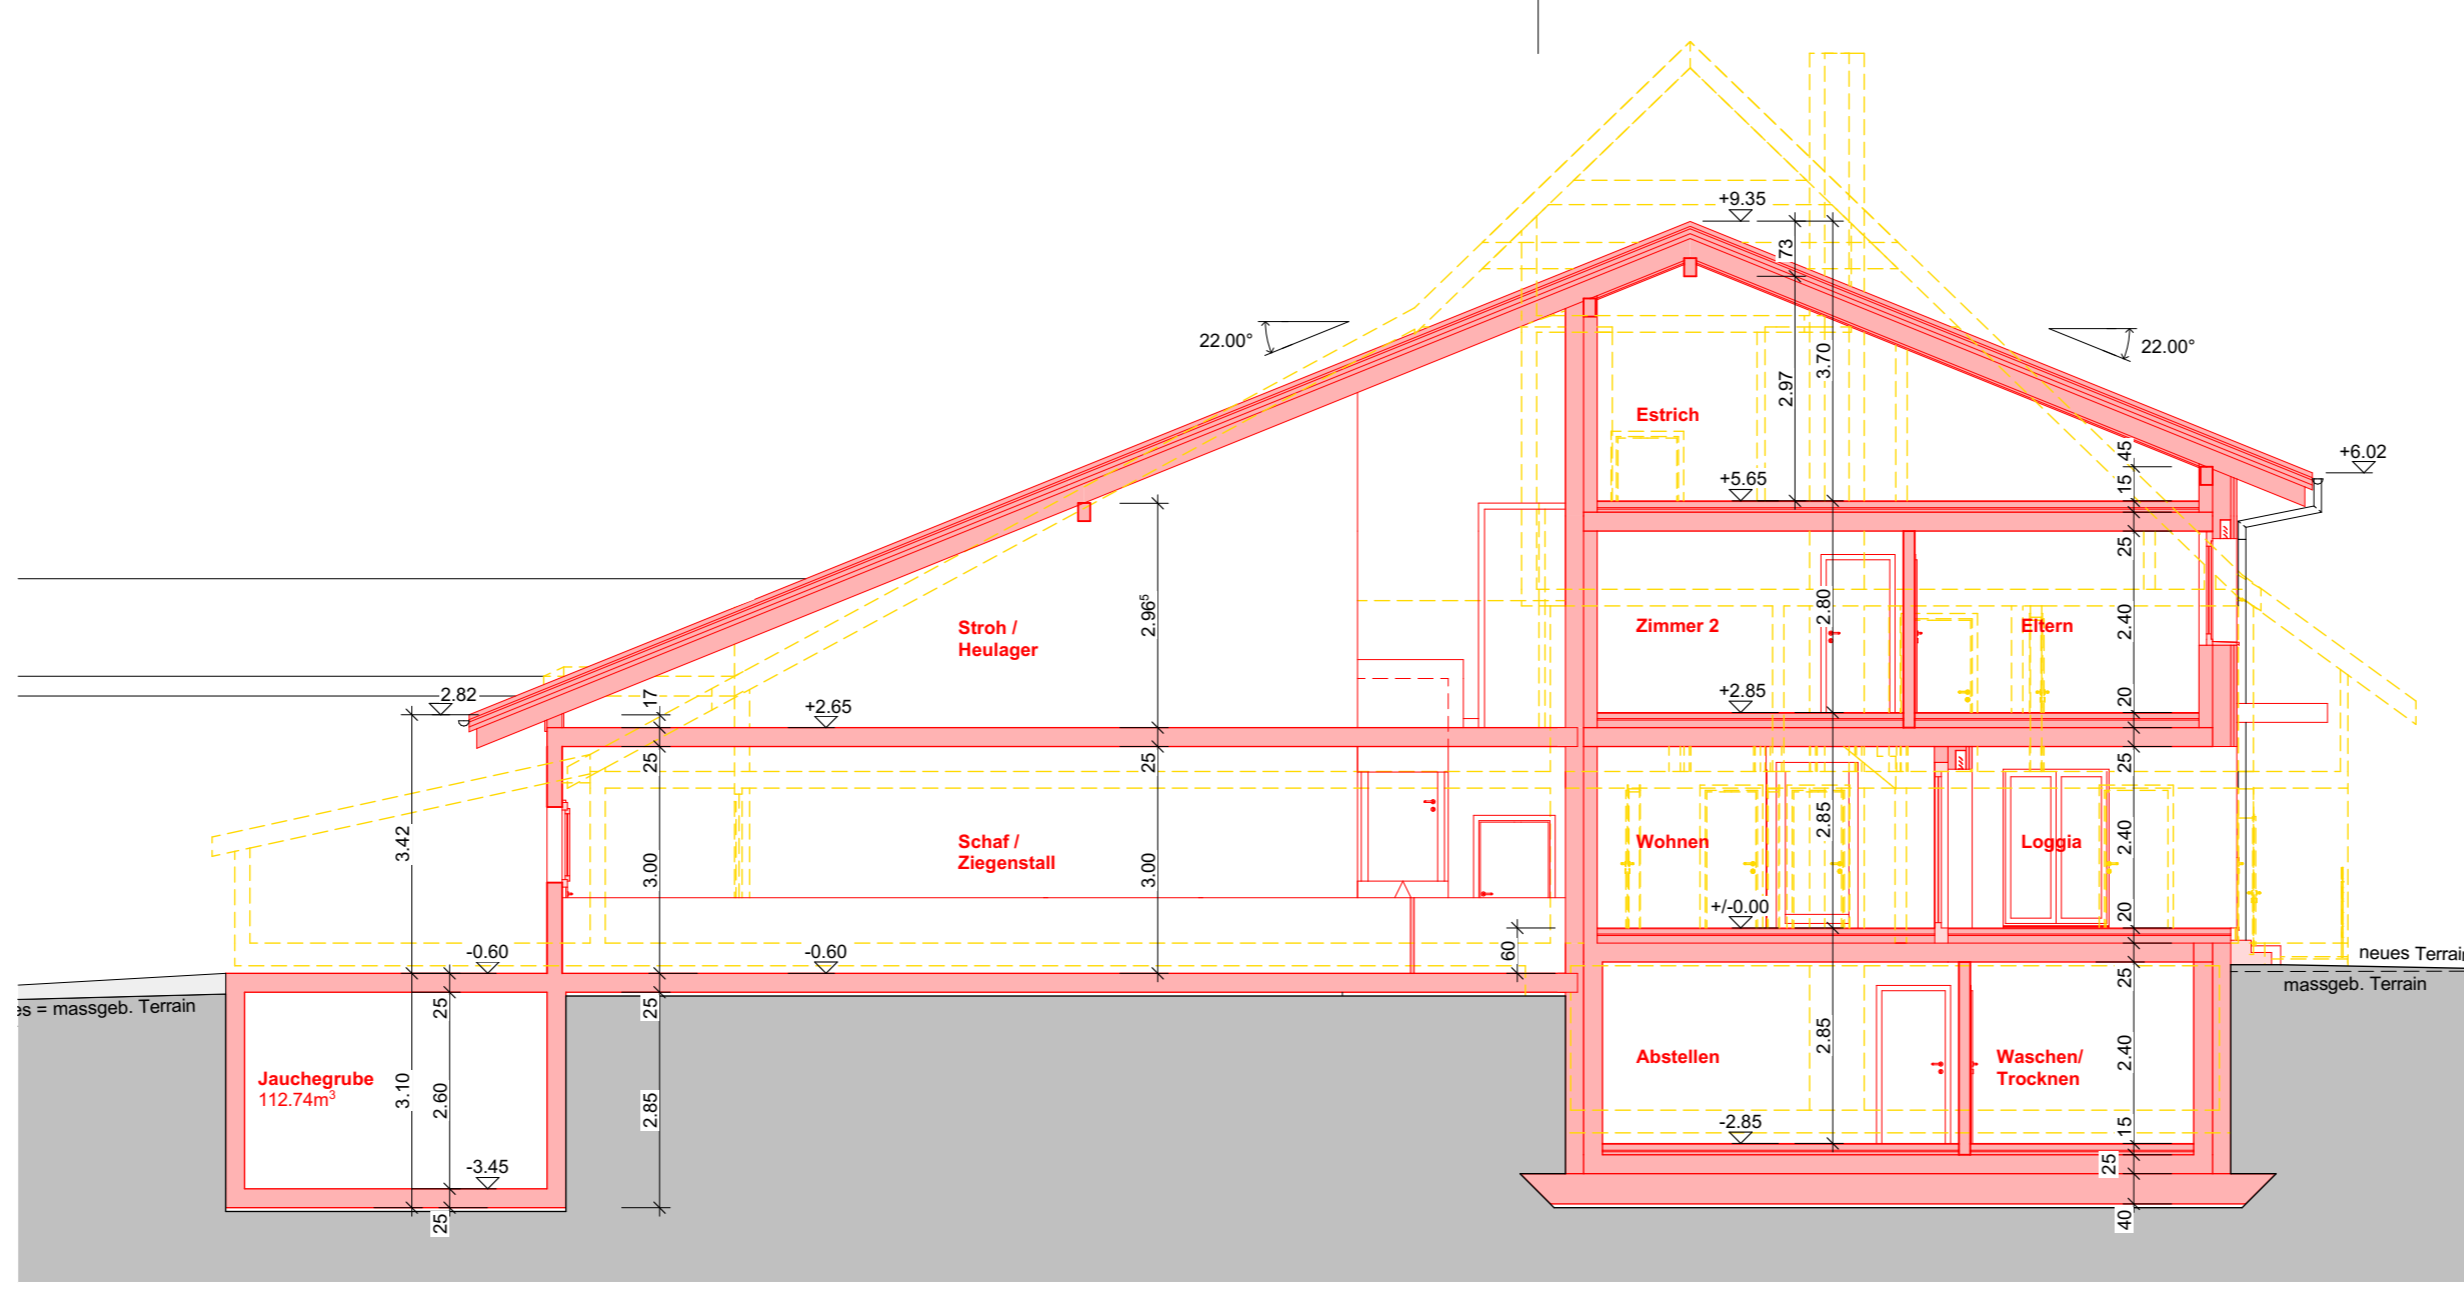 +9.35
73
3.70
2.97
22.00°
22.00°
Estrich
+5.65
45
15
+6.02
Stroh /
Heulager
2.96⁵
Zimmer 2
2.80
Eltern
25
2.40
20
2.82
17
+2.65
+2.85
25
25
25
3.42
3.00
Schaf /
Ziegenstall
3.00
Wohnen
2.85
Loggia
2.40
20
+/-0.00
60
-0.60
-0.60
neues Terrain
massgeb. Terrain
es = massgeb. Terrain
25
25
25
Jauchegrube
112.74m³
3.10
2.60
2.85
Abstellen
2.85
Waschen/
Trocknen
2.40
15
-2.85
-3.45
25
25
40